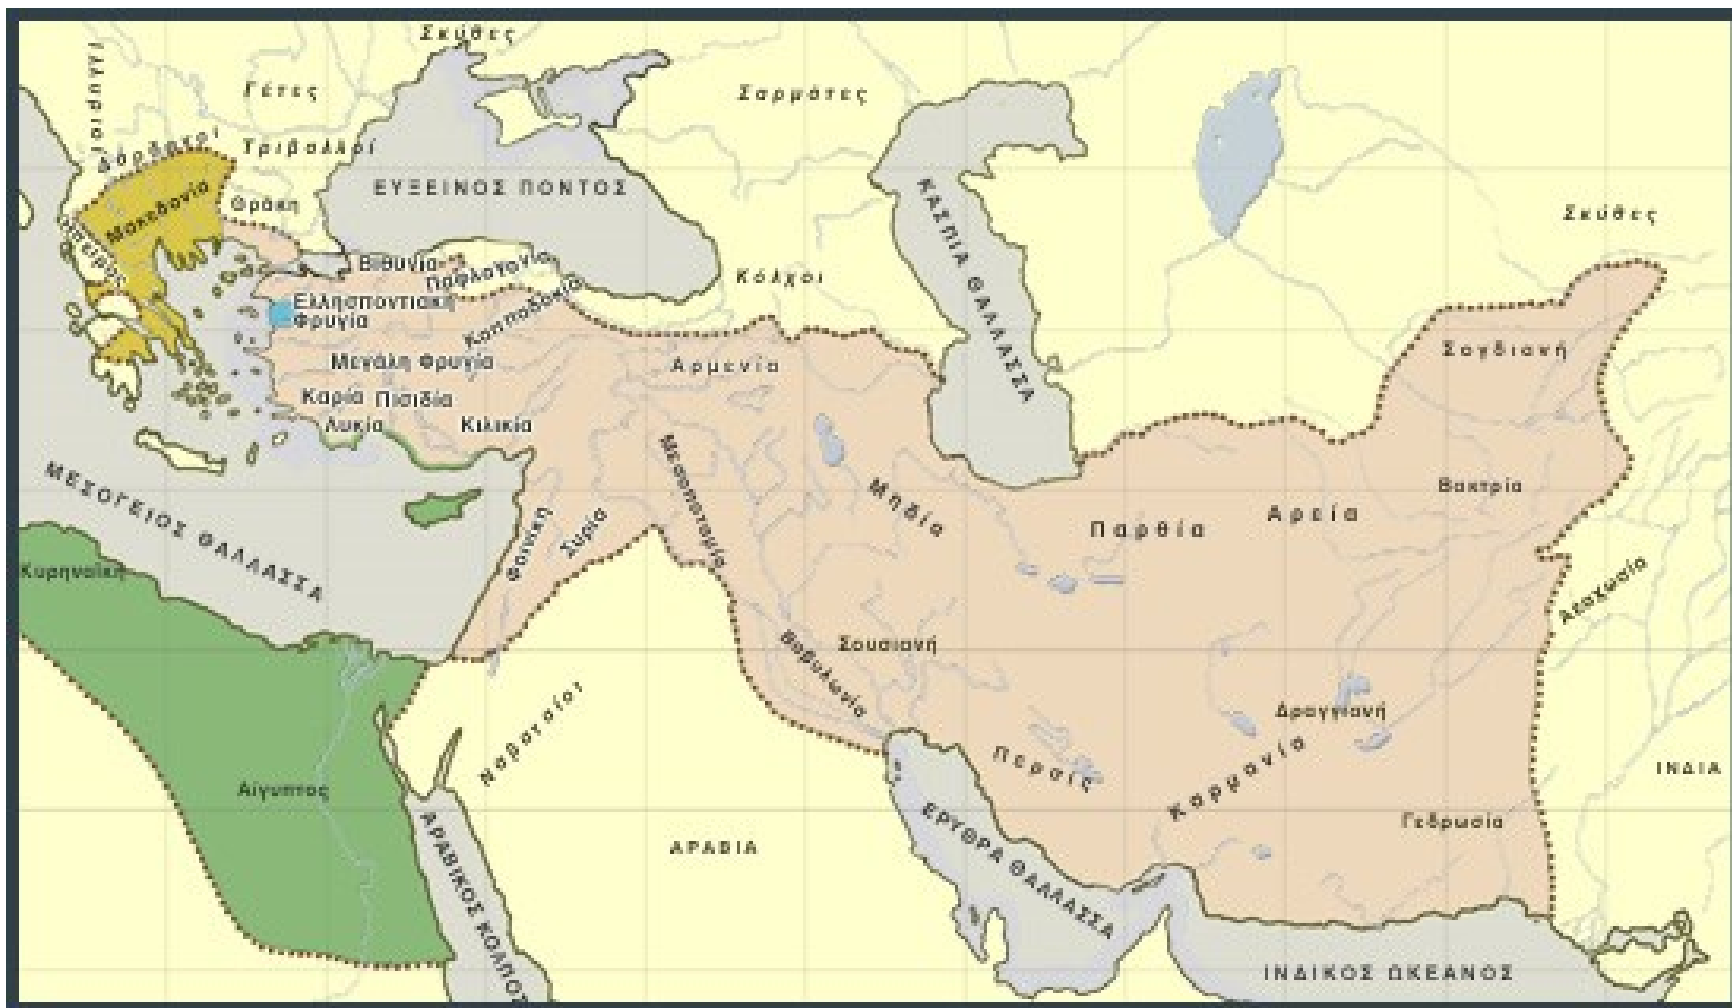 Σκύθες
Ιλλυριοί
Γέτες
Σαρμάτες
Δάρδανοι
Τριβαλλοί
Μακεδονία
Θράκη
ΕΥΞΕΙΝΟΣ ΠΟΝΤΟΣ
ΚΑΣΠΙΑ ΘΑΛΑΣΣΑ
Σκύθες
Ήπειρος
Βιθυνία
Παφλαγονία
Κόλχοι
Ελλησποντιακή
Φρυγία
Καππαδοκία
Μεγάλη Φρυγία
Αρμενία
Σογδιανή
Καρία
Πισιδία
Λυκία
Κιλικία
ΜΕΣΟΓΕΙΟΣ ΘΑΛΑΣΣΑ
Μεσοποταμία
Μηδία
Παρθία
Αρεία
Βακτρία
Φοινίκη
Συρία
Κυρηναϊκή
Αραχωσία
Βαβυλωνία
Σουσιανή
Ναβαταίοι
Δραγγιανή
Περσίς
Καρμανία
ΙΝΔΙΑ
Αίγυπτος
Γεδρωσία
ΑΡΑΒΙΑ
ΑΡΑΒΙΚΟΣ ΚΟΛΠΟΣ
ΕΡΥΘΡΑ ΘΑΛΑΣΣΑ
ΙΝΔΙΚΟΣ ΩΚΕΑΝΟΣ